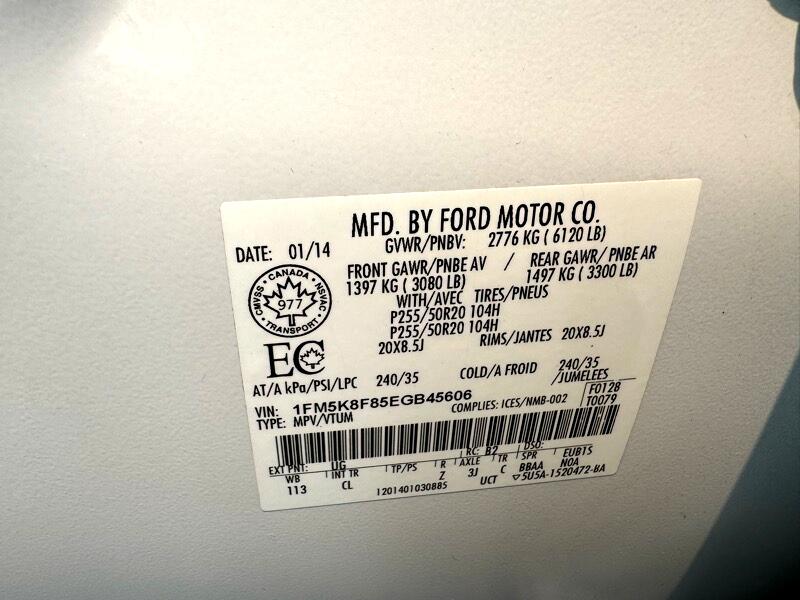 MFD. BY FORD MOTOR CO.
DATE: 01/14 GVWR/PNBV: 2776 KG ( 6120 LB)
FRONT GAWR/PNBE AV / REAR GAWR/ PNBE AR
1397 KG ( 3080 LB) 1497 KG ( 3300 LB)
WITH/AVEC TIRES/PNEUS
P255/50R20 104H
P255/50R20 104H
20X8.5J RIMS/JANTES 20X8.5J
CMVSS · CANADA · NSVAC · TRANSPORT ·
977
EC
AT/A kPa/PSI/LPC 240/35 COLD/A FROID 240/35 /JUMELEES
VIN: 1FM5K8F85EGB45606 COMPLIES: ICES/NMB-002 F0128
TYPE: MPV/VTUM T0079
EXT PNT: UG RC: B2 DSO:
WB INT TR TP/PS R AXLE TR SPR EUB1S
113 CL Z 3J C BBAA N0A
1201401030885 UCT ▽5U5A-1520472-BA